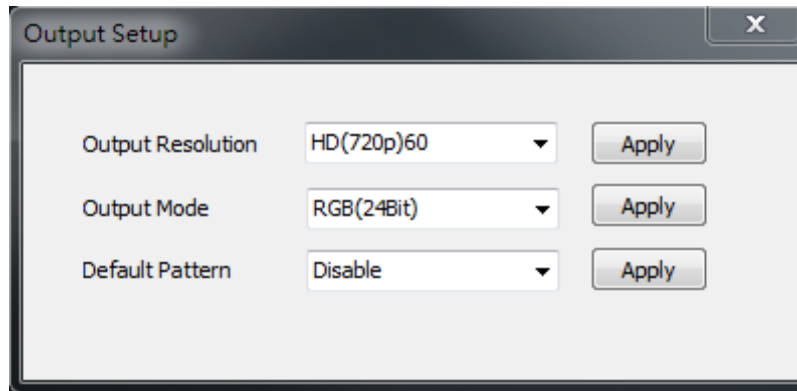 Output Setup
Output Resolution HD(720p)60 Apply
Output Mode RGB(24Bit) Apply
Default Pattern Disable Apply